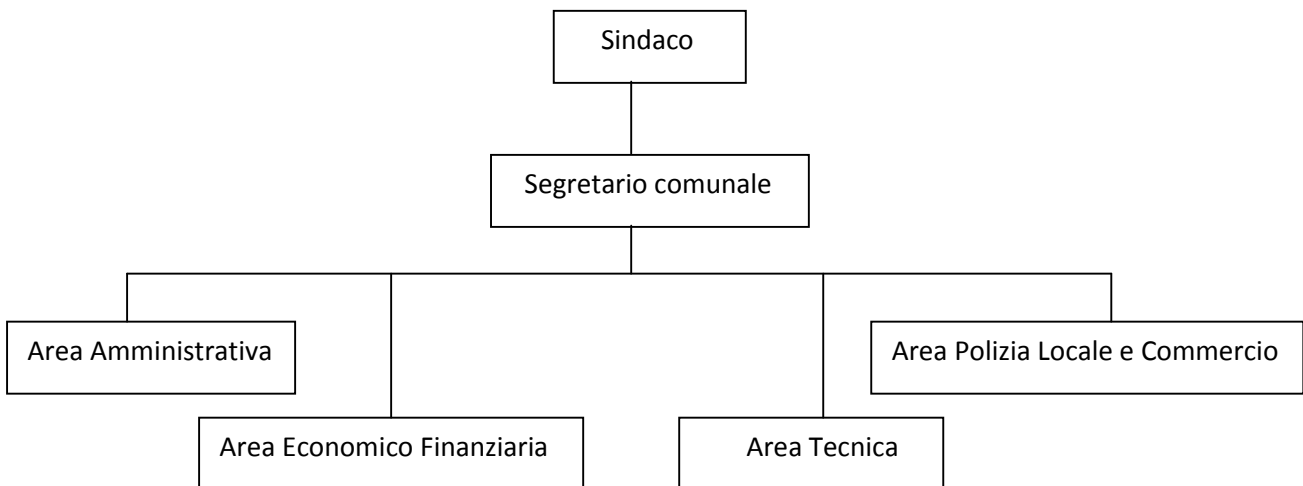 Sindaco
Segretario comunale
Area Amministrativa
Area Polizia Locale e Commercio
Area Economico Finanziaria
Area Tecnica